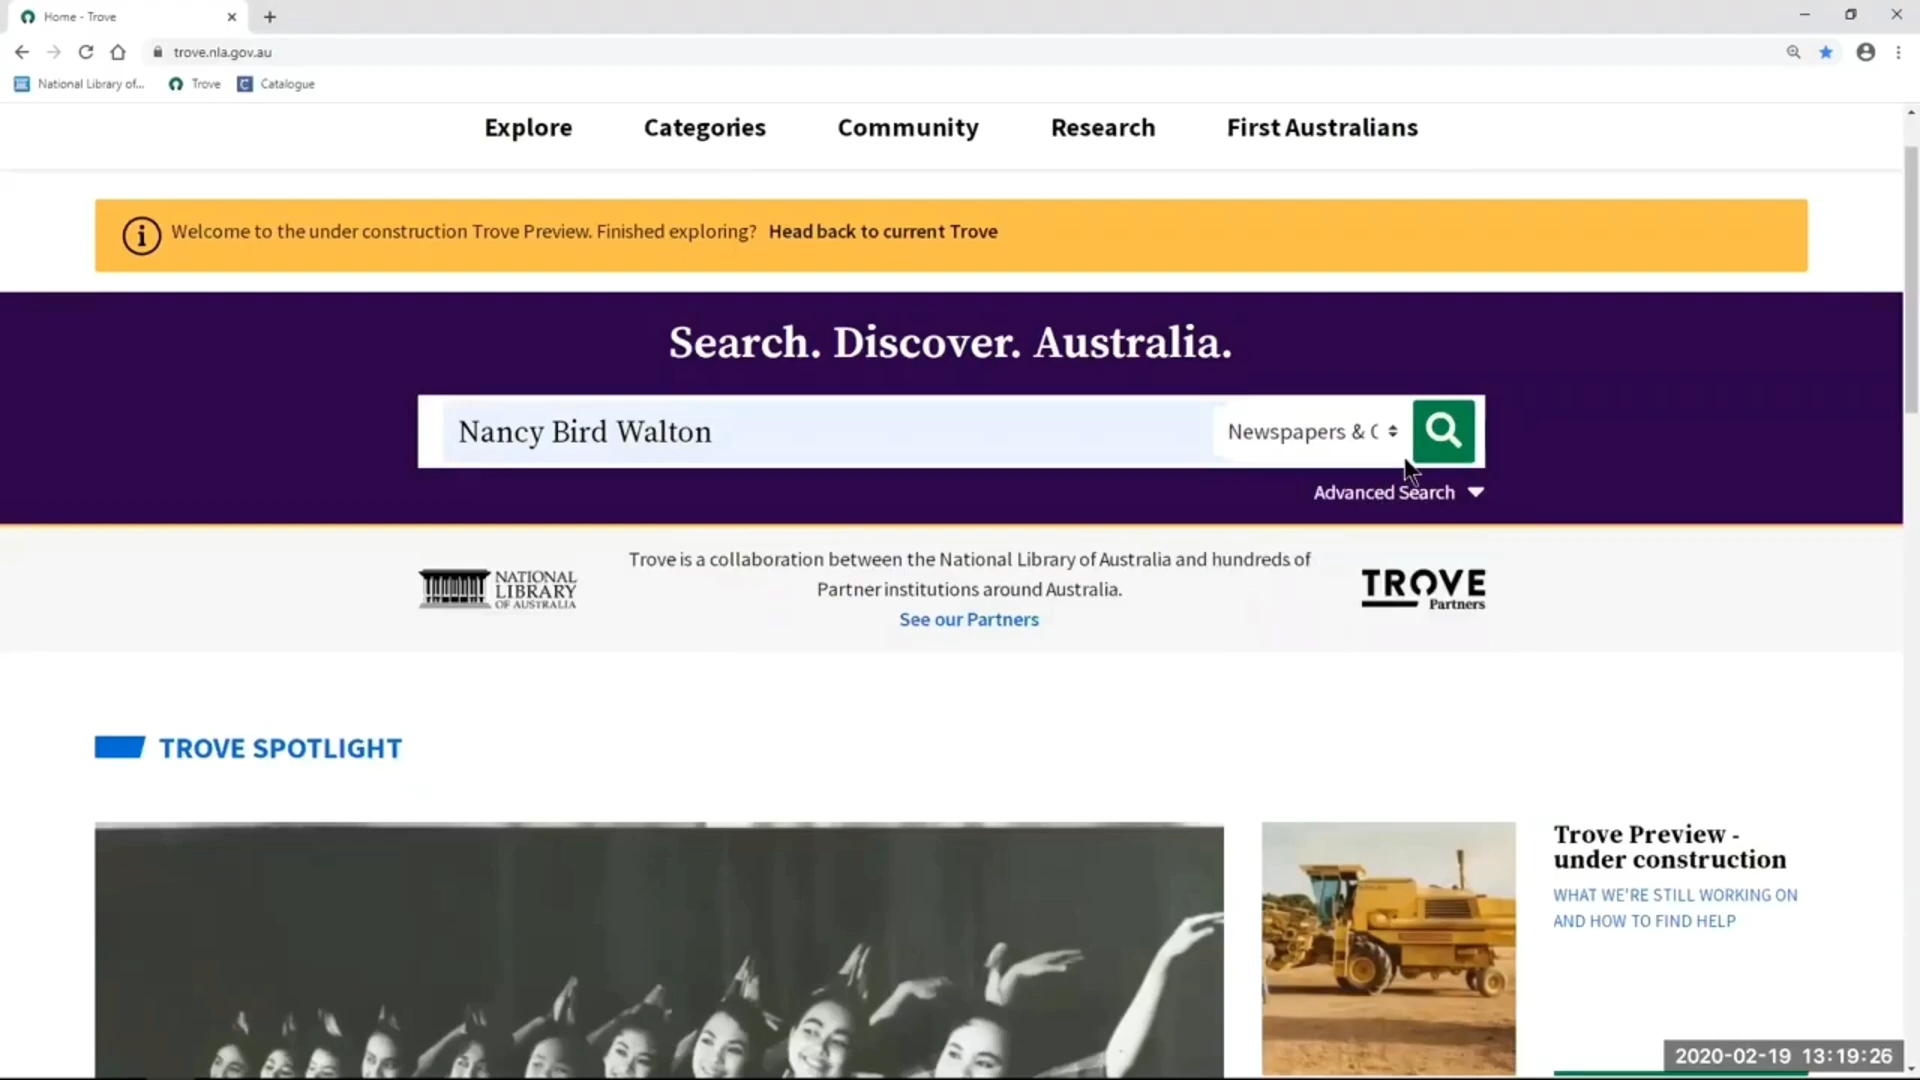 Home - Trove
trove.nla.gov.au
National Library of...
Trove
Catalogue
Explore
Categories
Community
Research
First Australians
Welcome to the under construction Trove Preview. Finished exploring? Head back to current Trove
Search. Discover. Australia.
Nancy Bird Walton
Newspapers & G
Advanced Search
NATIONAL
LIBRARY
OF AUSTRALIA
Trove is a collaboration between the National Library of Australia and hundreds of
Partner institutions around Australia.
See our Partners
TROVE
Partners
TROVE SPOTLIGHT
Trove Preview -
under construction
WHAT WE'RE STILL WORKING ON
AND HOW TO FIND HELP
2020-02-19 13:19:26